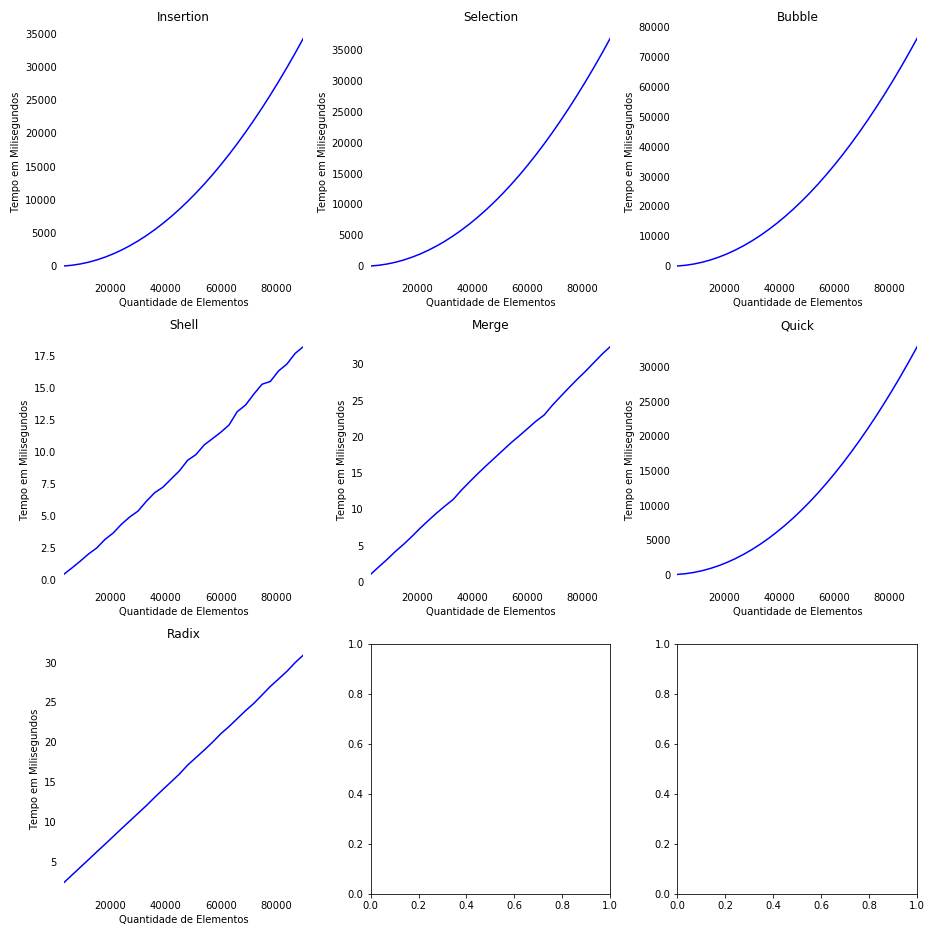 Insertion
Tempo em Milisegundos
35000
30000
25000
20000
15000
10000
5000
0
20000 40000 60000 80000
Quantidade de Elementos
Selection
Tempo em Milisegundos
35000
30000
25000
20000
15000
10000
5000
0
20000 40000 60000 80000
Quantidade de Elementos
Bubble
Tempo em Milisegundos
80000
70000
60000
50000
40000
30000
20000
10000
0
20000 40000 60000 80000
Quantidade de Elementos
Shell
Tempo em Milisegundos
17.5
15.0
12.5
10.0
7.5
5.0
2.5
0.0
20000 40000 60000 80000
Quantidade de Elementos
Merge
Tempo em Milisegundos
30
25
20
15
10
5
0
20000 40000 60000 80000
Quantidade de Elementos
Quick
Tempo em Milisegundos
30000
25000
20000
15000
10000
5000
0
20000 40000 60000 80000
Quantidade de Elementos
Radix
Tempo em Milisegundos
30
25
20
15
10
5
20000 40000 60000 80000
Quantidade de Elementos
1.0
0.8
0.6
0.4
0.2
0.0
0.0 0.2 0.4 0.6 0.8 1.0
1.0
0.8
0.6
0.4
0.2
0.0
0.0 0.2 0.4 0.6 0.8 1.0